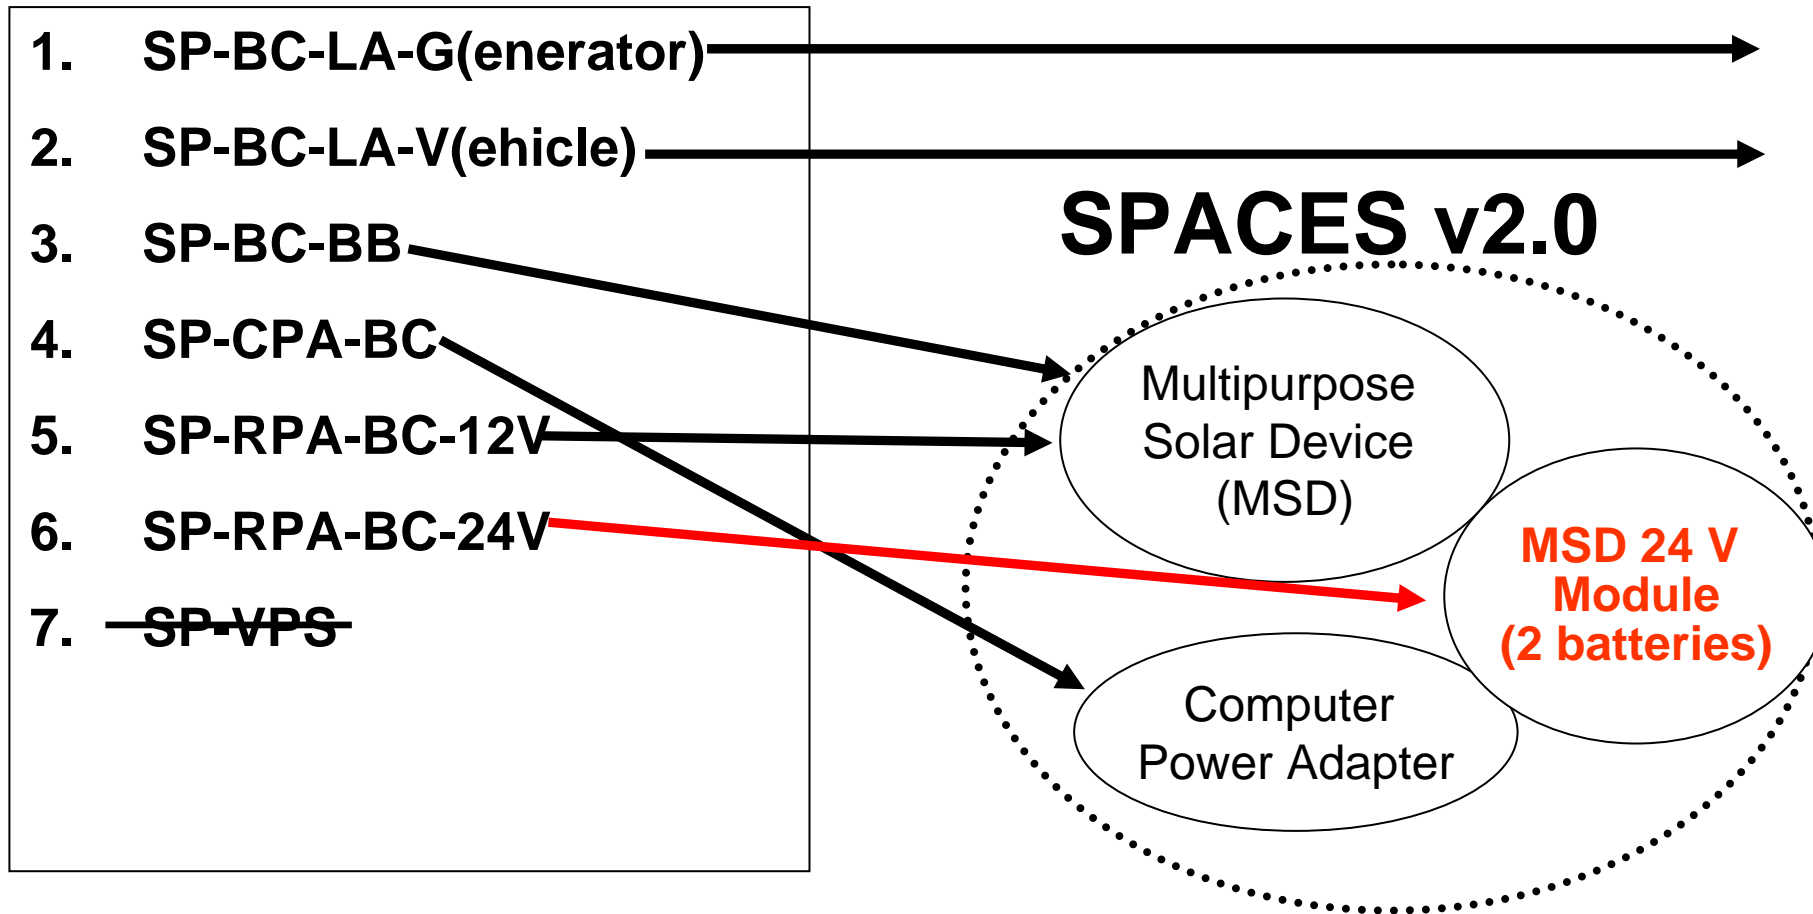 1. SP-BC-LA-G(enerator)
2. SP-BC-LA-V(ehicle)
3. SP-BC-BB
4. SP-CPA-BC
5. SP-RPA-BC-12V
6. SP-RPA-BC-24V
7. SP-VPS
SPACES v2.0
Multipurpose
Solar Device
(MSD)
MSD 24 V
Module
(2 batteries)
Computer
Power Adapter